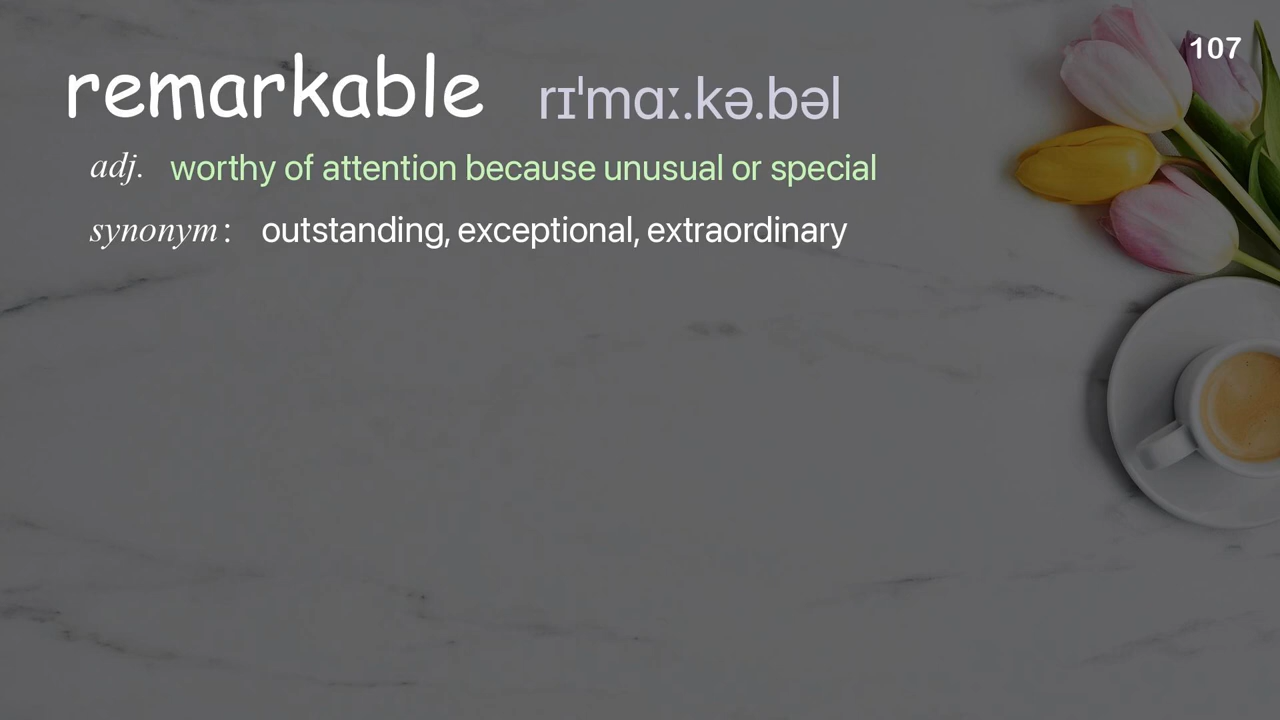 107
remarkable rɪˈmɑː.kə.bəl
adj. worthy of attention because unusual or special
synonym: outstanding, exceptional, extraordinary